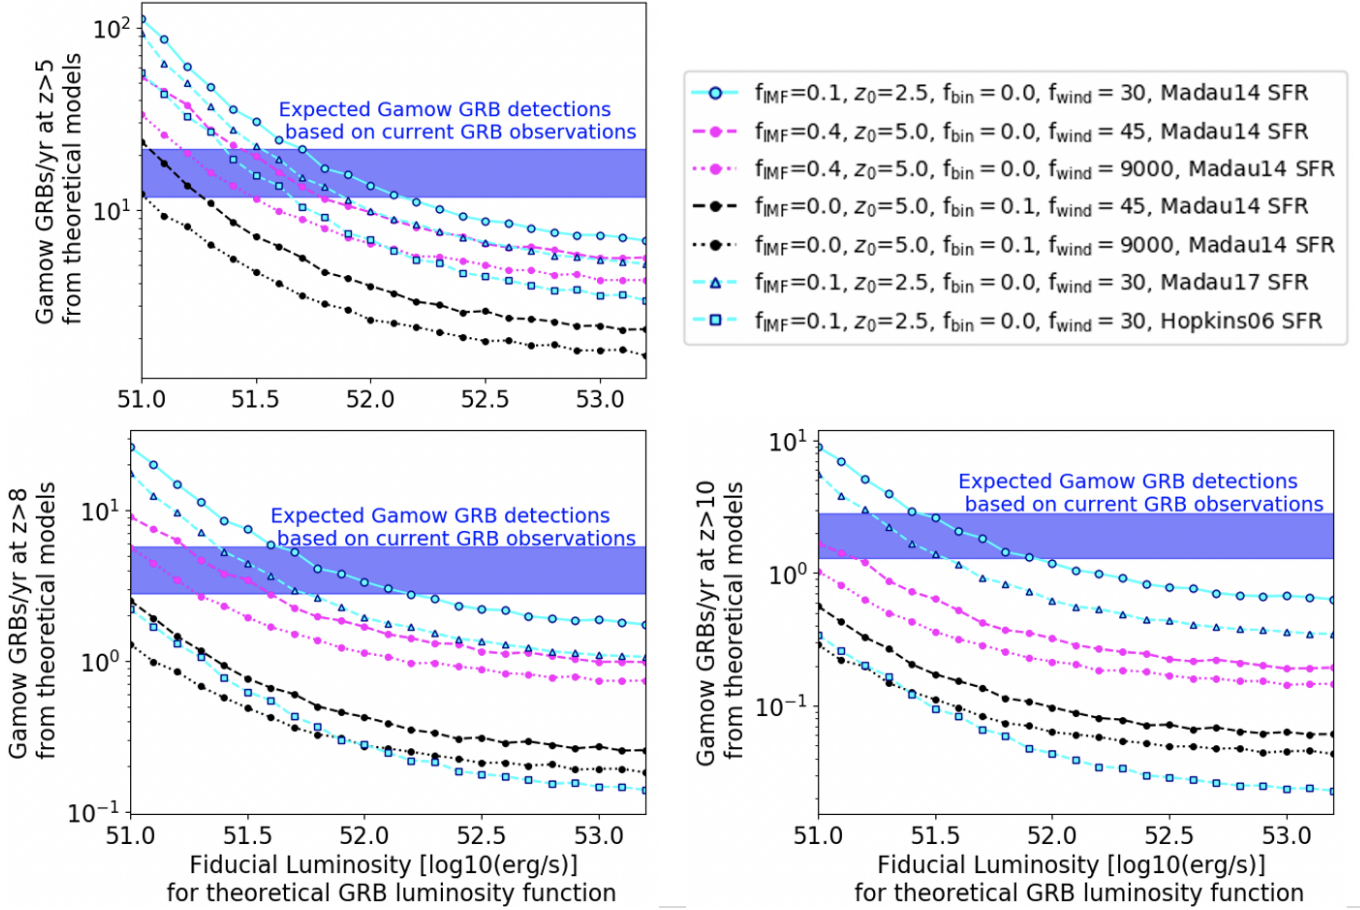 10²
10¹
Gamow GRBs/yr at z>5
from theoretical models
Expected Gamow GRB detections
based on current GRB observations
51.0 51.5 52.0 52.5 53.0
f_IMF=0.1, z₀=2.5, f_bin = 0.0, f_wind = 30, Madau14 SFR
f_IMF=0.4, z₀=5.0, f_bin = 0.0, f_wind = 45, Madau14 SFR
f_IMF=0.4, z₀=5.0, f_bin = 0.0, f_wind = 9000, Madau14 SFR
f_IMF=0.0, z₀=5.0, f_bin = 0.1, f_wind = 45, Madau14 SFR
f_IMF=0.0, z₀=5.0, f_bin = 0.1, f_wind = 9000, Madau14 SFR
f_IMF=0.1, z₀=2.5, f_bin = 0.0, f_wind = 30, Madau17 SFR
f_IMF=0.1, z₀=2.5, f_bin = 0.0, f_wind = 30, Hopkins06 SFR
10¹
10⁰
10⁻¹
Gamow GRBs/yr at z>8
from theoretical models
Expected Gamow GRB detections
based on current GRB observations
51.0 51.5 52.0 52.5 53.0
Fiducial Luminosity [log10(erg/s)]
for theoretical GRB luminosity function
10¹
10⁰
10⁻¹
Gamow GRBs/yr at z>10
from theoretical models
Expected Gamow GRB detections
based on current GRB observations
51.0 51.5 52.0 52.5 53.0
Fiducial Luminosity [log10(erg/s)]
for theoretical GRB luminosity function